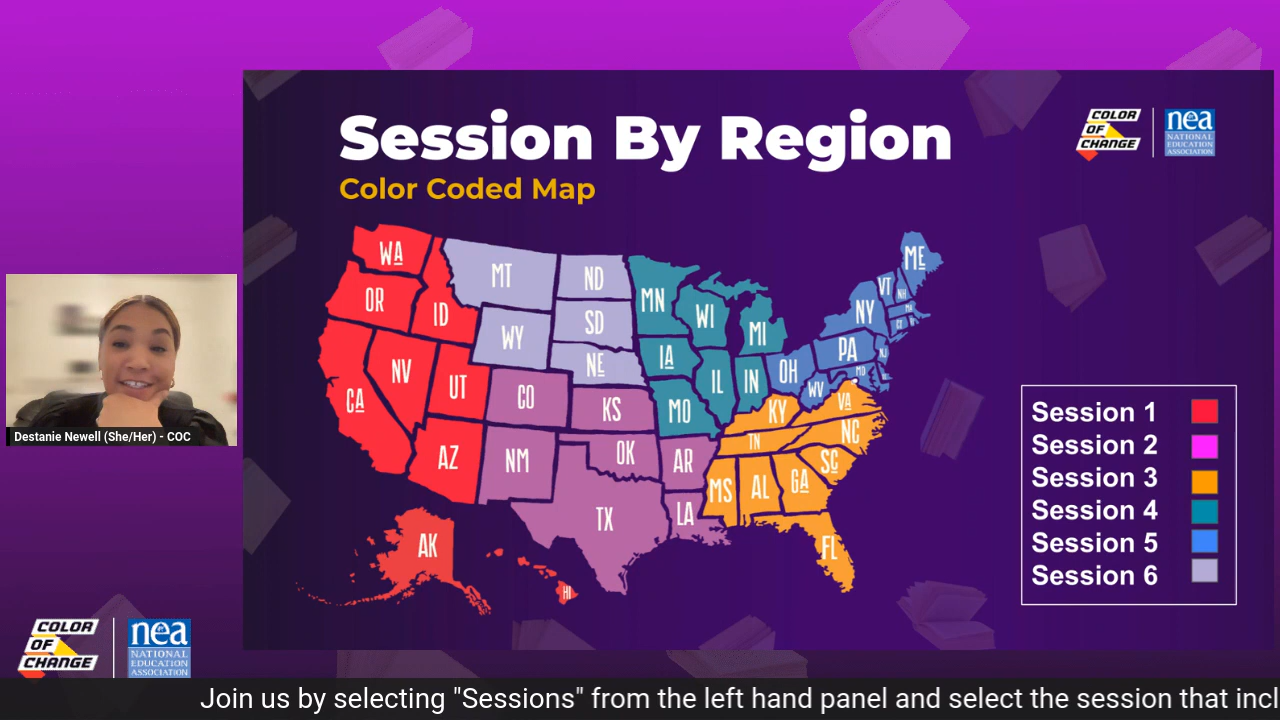 Session By Region
Color Coded Map
COLOR
OF
CHANGE
nea
NATIONAL
EDUCATION
ASSOCIATION
WA
OR
ID
MT
ND
SD
WY
NE
MN
WI
MI
IA
IL
IN
OH
MO
NV
UT
CA
AZ
CO
KS
NM
OK
TX
AR
LA
KY
TN
MS
AL
GA
FL
SC
NC
VA
WV
PA
NY
VT
NH
ME
MD
NJ
CT
AK
HI
Session 1
Session 2
Session 3
Session 4
Session 5
Session 6
Destanie Newell (She/Her) - COC
COLOR
OF
CHANGE
nea
NATIONAL
EDUCATION
ASSOCIATION
Join us by selecting "Sessions" from the left hand panel and select the session that incl